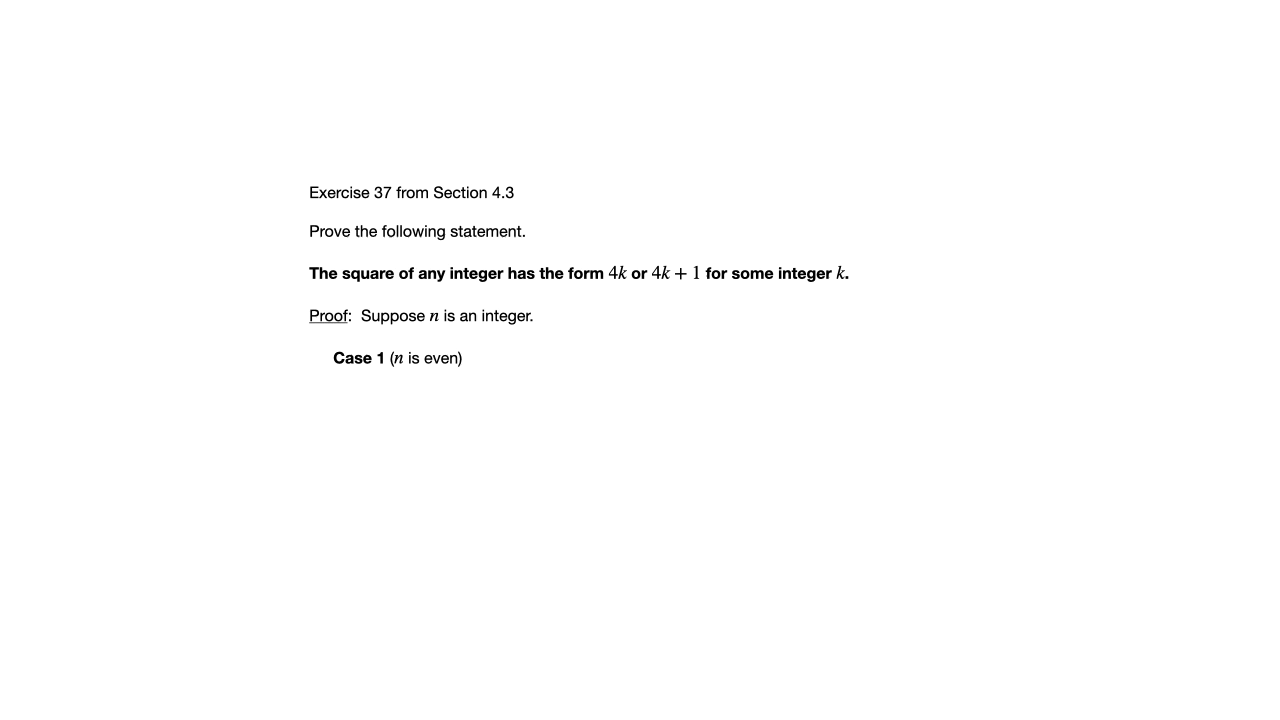 Exercise 37 from Section 4.3
Prove the following statement.
The square of any integer has the form 4k or 4k + 1 for some integer k.
Proof: Suppose n is an integer.
Case 1 (n is even)